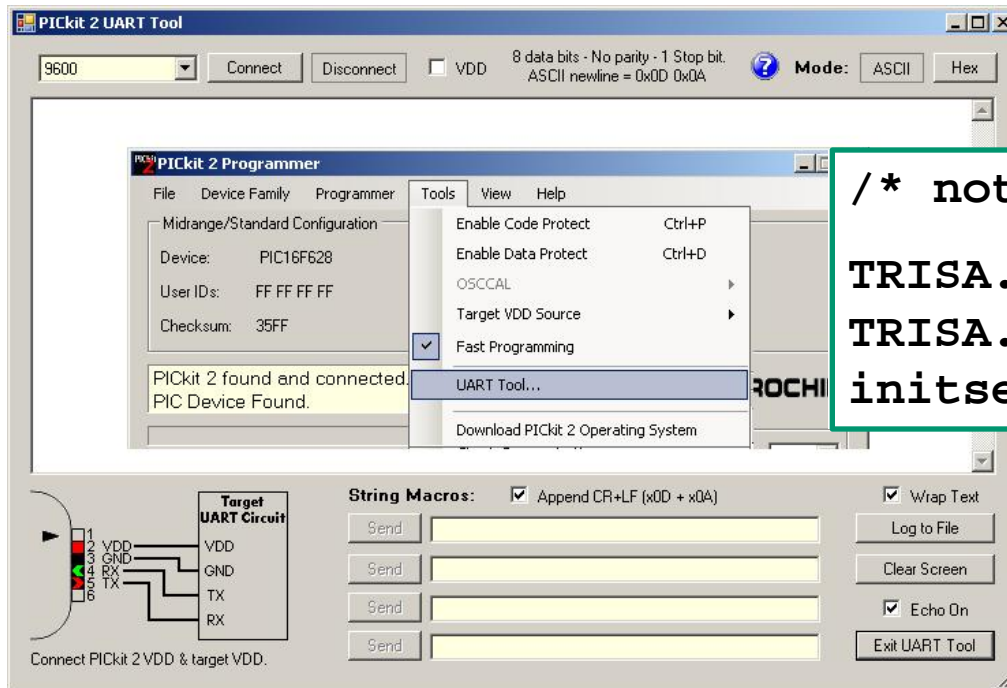 PICkit 2 UART Tool
9600 Connect Disconnect VDD 8 data bits - No parity - 1 Stop bit. Mode: ASCII Hex
ASCII newline = 0x0D 0x0A
PICkit 2 Programmer
File Device Family Programmer Tools View Help
Midrange/Standard Configuration
Device: PIC16F628
User IDs: FF FF FF FF
Checksum: 35FF
PICkit 2 found and connected.
PIC Device Found.
Enable Code Protect Ctrl+P
Enable Data Protect Ctrl+D
OSCCAL
Target VDD Source
Fast Programming
UART Tool...
Download PICkit 2 Operating System
ROCHI
/* not
TRISA.
TRISA.
initse
Target
UART Circuit
1
2 VDD VDD
3 GND GND
4 RX TX
5 TX RX
6
Connect PICkit 2 VDD & target VDD.
String Macros: Append CR+LF (x0D + x0A)
Send
Send
Send
Send
Wrap Text
Log to File
Clear Screen
Echo On
Exit UART Tool